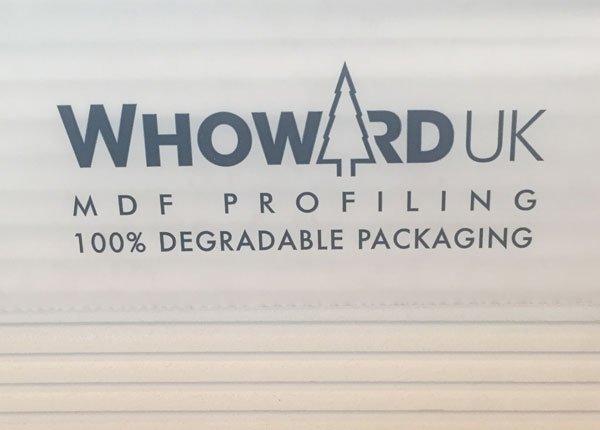 WHOWARD UK
MDF PROFILING
100% DEGRADABLE PACKAGING